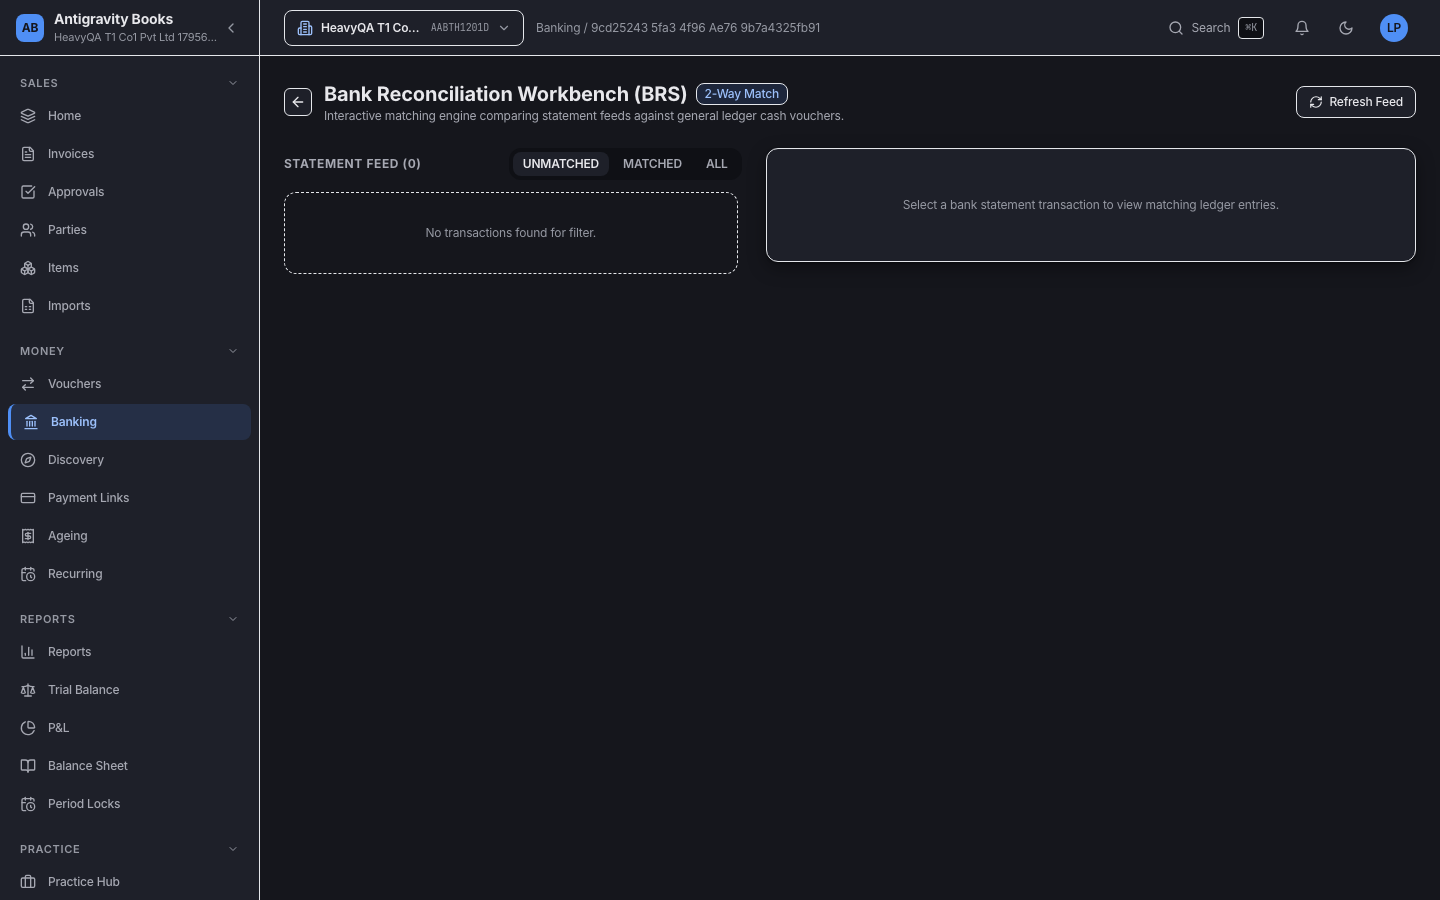 AB
Antigravity Books
HeavyQA T1 Co1 Pvt Ltd 17956...
HeavyQA T1 Co... AABTH1201D
Banking / 9cd25243 5fa3 4f96 Ae76 9b7a4325fb91
Search ⌘K
LP
SALES
Home
Invoices
Approvals
Parties
Items
Imports
MONEY
Vouchers
Banking
Discovery
Payment Links
Ageing
Recurring
REPORTS
Reports
Trial Balance
P&L
Balance Sheet
Period Locks
PRACTICE
Practice Hub
Bank Reconciliation Workbench (BRS) 2-Way Match
Interactive matching engine comparing statement feeds against general ledger cash vouchers.
Refresh Feed
STATEMENT FEED (0) UNMATCHED MATCHED ALL
No transactions found for filter.
Select a bank statement transaction to view matching ledger entries.